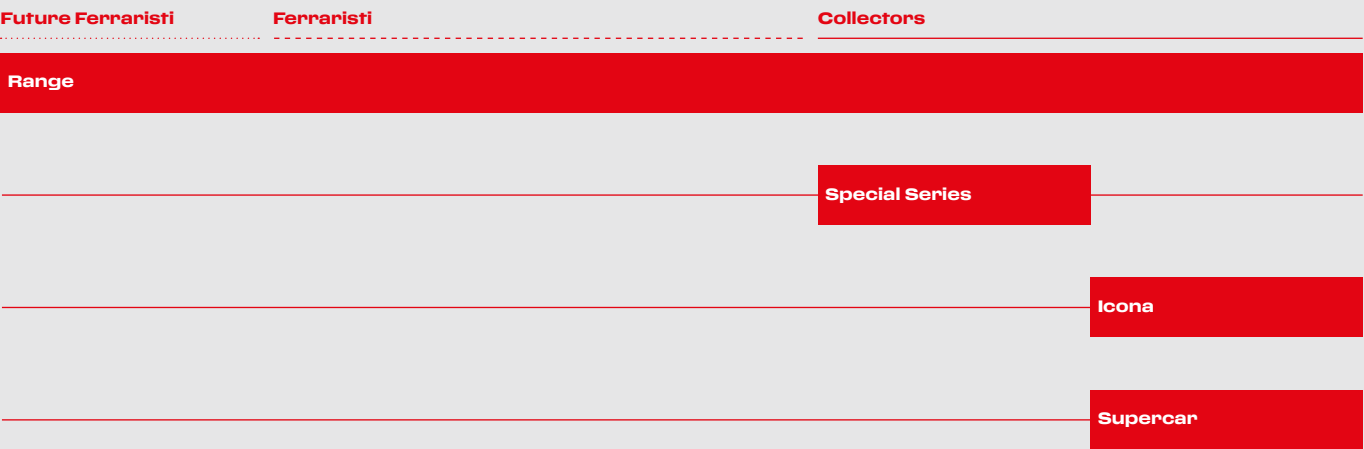 Future Ferraristi
Ferraristi
Collectors
Range
Special Series
Icona
Supercar